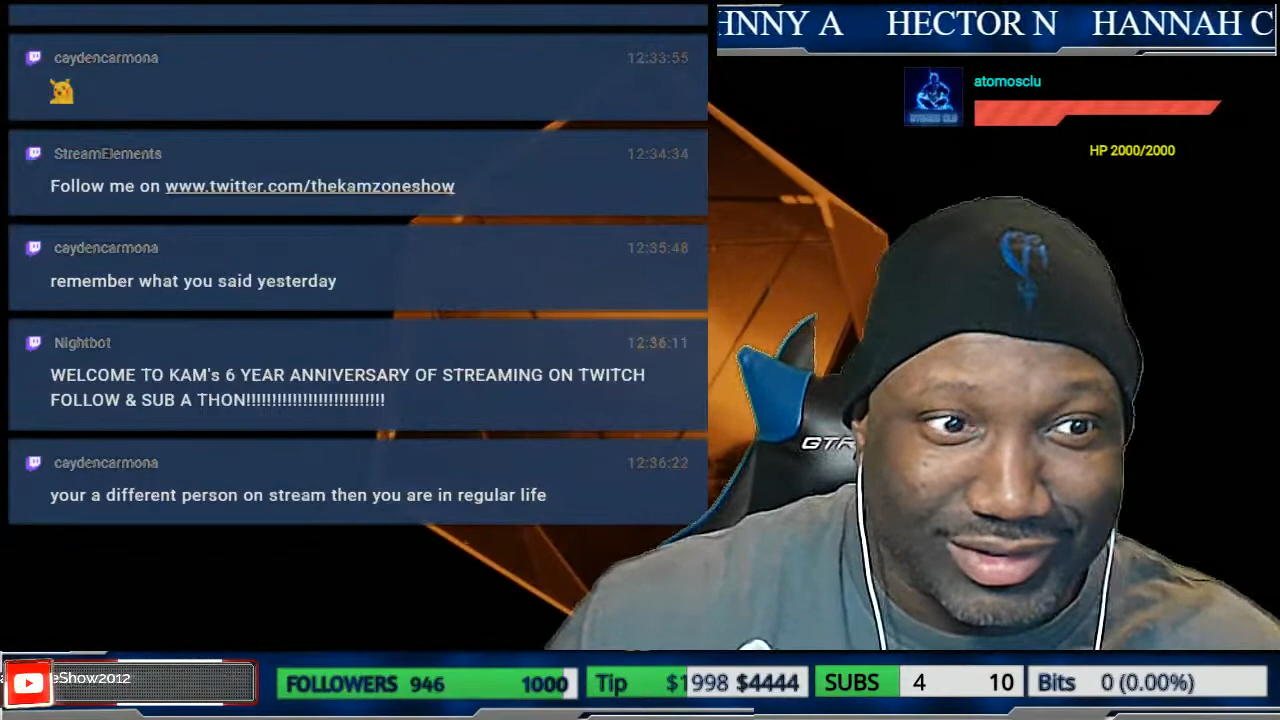 HNNY A HECTOR N HANNAH C
caydencarmona 12:33:55
atomosclu
HP 2000/2000
StreamElements 12:34:34
Follow me on www.twitter.com/thekamzoneshow
caydencarmona 12:35:48
remember what you said yesterday
Nightbot 12:36:11
WELCOME TO KAM's 6 YEAR ANNIVERSARY OF STREAMING ON TWITCH
FOLLOW & SUB A THON!!!!!!!!!!!!!!!!!!!!!!!!!!!
caydencarmona 12:36:22
your a different person on stream then you are in regular life
GTR
eShow2012
FOLLOWERS 946 1000 Tip $1998 $4444 SUBS 4 10 Bits 0 (0.00%)